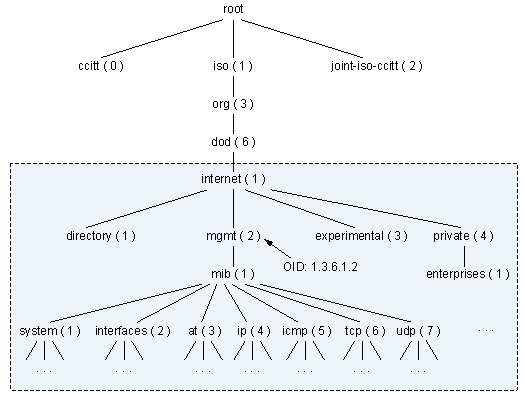 root
ccitt ( 0 ) iso ( 1 ) joint-iso-ccitt ( 2 )
org ( 3 )
dod ( 6 )
internet ( 1 )
directory ( 1 ) mgmt ( 2 ) experimental ( 3 ) private ( 4 )
OID: 1.3.6.1.2
mib ( 1 ) enterprises ( 1 )
system ( 1 ) interfaces ( 2 ) at ( 3 ) ip ( 4 ) icmp ( 5 ) tcp ( 6 ) udp ( 7 ) . . .
. . . . . . . . . . . . . . . . . . . . .